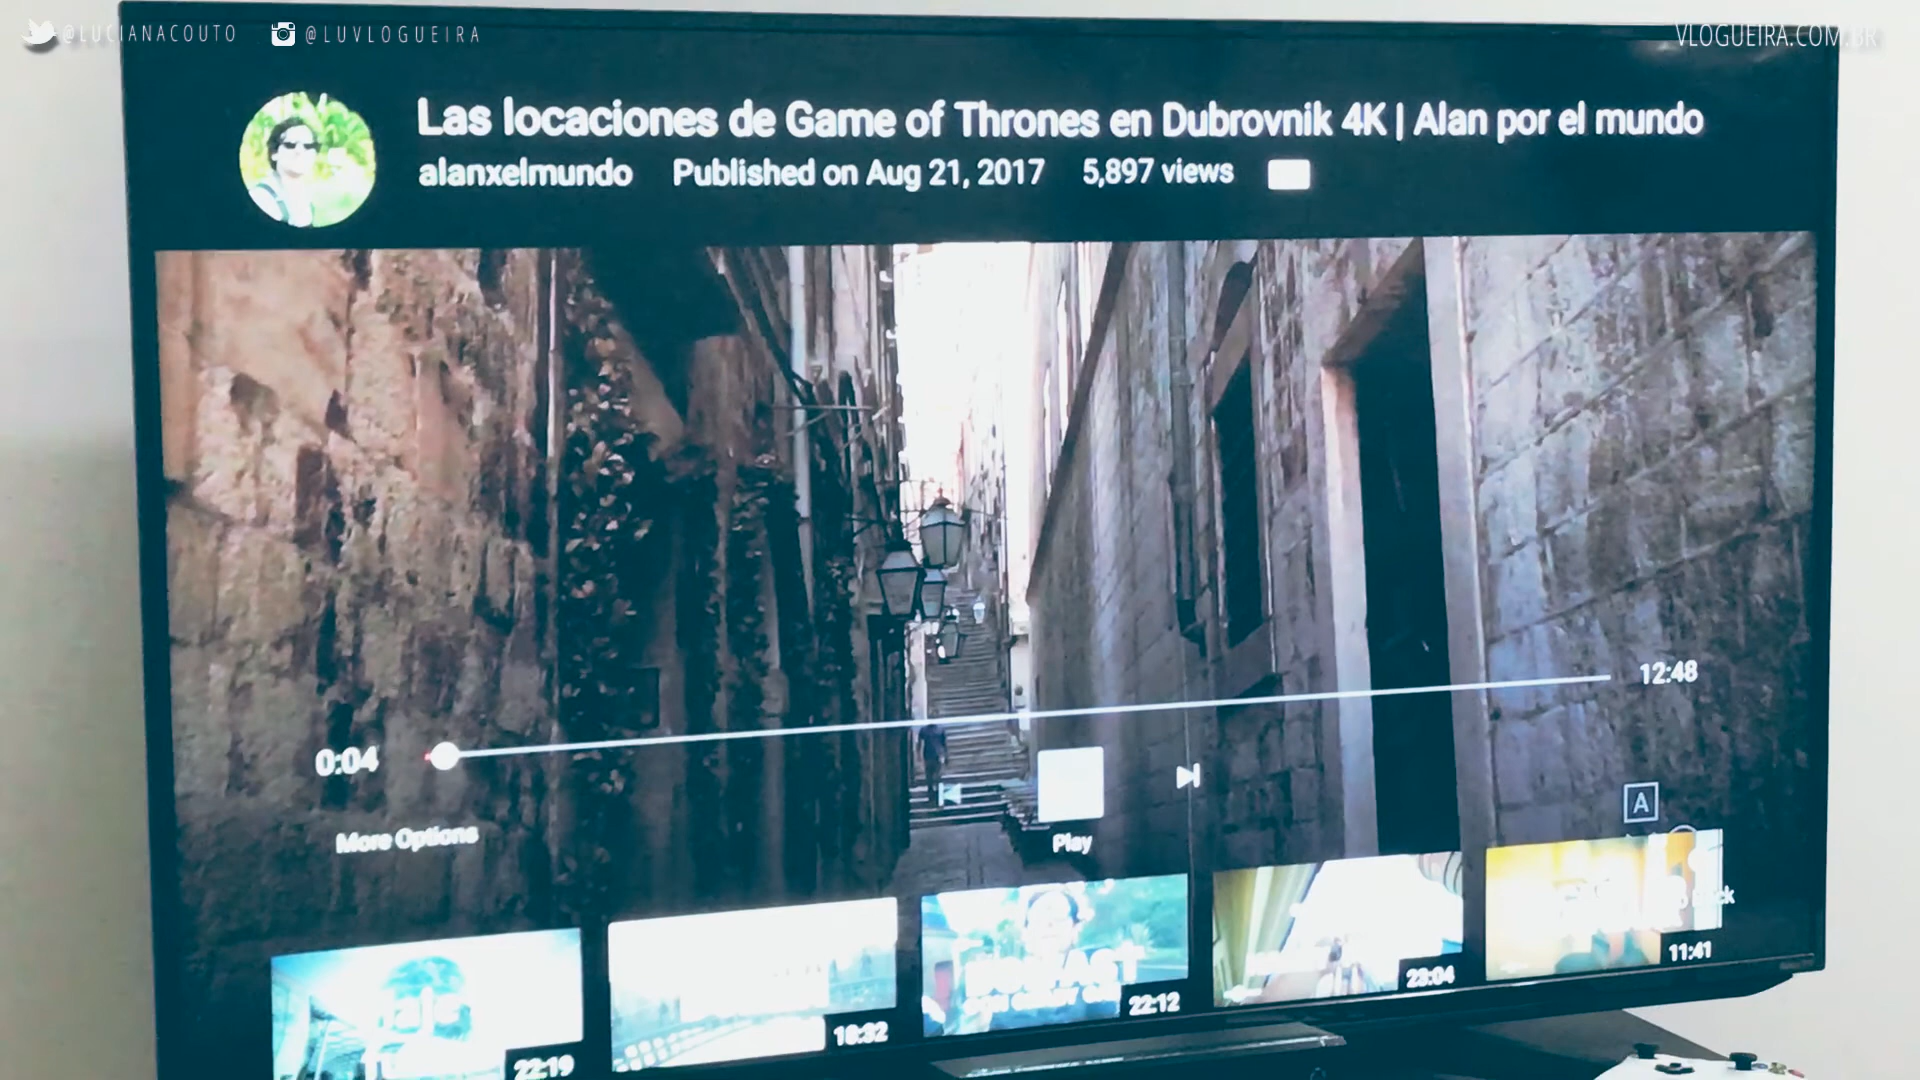 @LUCIANACOUTO @LUVLOGUEIRA VLOGUEIRA.COM.BR
Las locaciones de Game of Thrones en Dubrovnik 4K | Alan por el mundo
alanxelmundo Published on Aug 21, 2017 5,897 views
12:48
0:04
A
More Options Play
11:41
23:04
22:12
18:32
22:19